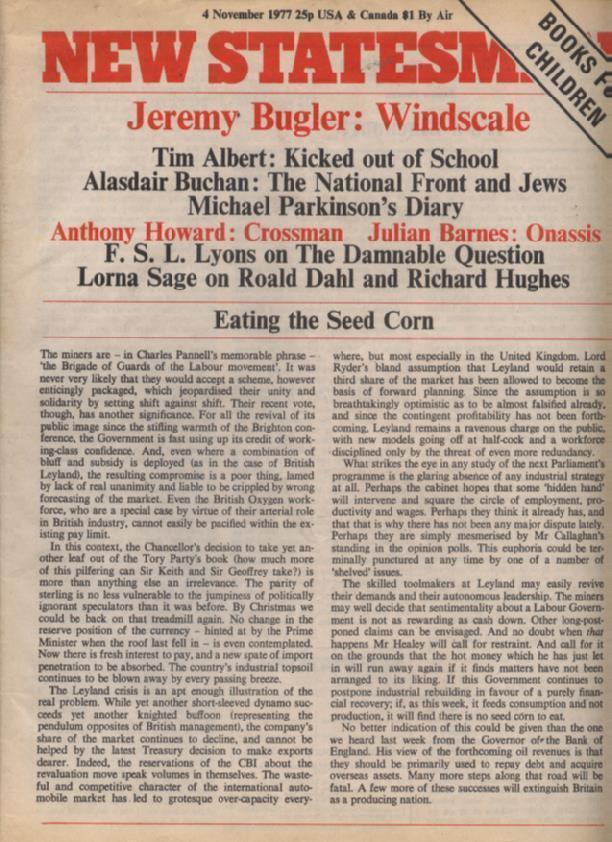 4 November 1977 25p USA & Canada $1 By Air
NEW STATESM
BOOKS
CHILDREN
Jeremy Bugler: Windscale
Tim Albert: Kicked out of School
Alasdair Buchan: The National Front and Jews
Michael Parkinson's Diary
Anthony Howard: Crossman Julian Barnes: Onassis
F. S. L. Lyons on The Damnable Question
Lorna Sage on Roald Dahl and Richard Hughes
Eating the Seed Corn
The miners are – in Charles Pannell's memorable phrase –
'the Brigade of Guards of the Labour movement'. It was
never very likely that they would accept a scheme, however
enticingly packaged, which jeopardised their unity and
solidarity by setting shift against shift. Their recent vote,
though, has another significance. For all the revival of its
public image since the stifling warmth of the Brighton con-
ference, the Government is fast using up its credit of work-
ing-class confidence. And, even where a combination of
bluff and subsidy is deployed (as in the case of British
Leyland), the resulting compromise is a poor thing, lamed
by lack of real unanimity and liable to be crippled by wrong
forecasting of the market. Even the British Oxygen work-
force, who are a special case by virtue of their arterial role
in British industry, cannot easily be pacified within the ex-
isting pay limit.
In this context, the Chancellor's decision to take yet an-
other leaf out of the Tory Party's book (how much more
of this pilfering can Sir Keith and Sir Geoffrey take?) is
more than anything else an irrelevance. The parity of
sterling is no less vulnerable to the jumpiness of politically
ignorant speculators than it was before. By Christmas we
could be back on that treadmill again. No change in the
reserve position of the currency – hinted at by the Prime
Minister when the roof last fell in – is even contemplated.
Now there is fresh interest to pay, and a new spate of import
penetration to be absorbed. The country's industrial topsoil
continues to be blown away by every passing breeze.
The Leyland crisis is an apt enough illustration of the
real problem. While yet another short-sleeved dynamo suc-
ceeds yet another knighted buffoon (representing the
pendulum opposites of British management), the company's
share of the market continues to decline, and cannot be
helped by the latest Treasury decision to make exports
dearer. Indeed, the reservations of the CBI about the
revaluation move speak volumes in themselves. The waste-
ful and competitive character of the international auto-
mobile market has led to grotesque over-capacity every-
where, but most especially in the United Kingdom. Lord
Ryder's bland assumption that Leyland would retain a
third share of the market has been allowed to become the
basis of forward planning. Since the assumption is so
breathtakingly optimistic as to be almost falsified already,
and since the contingent profitability has not been forth-
coming, Leyland remains a ravenous charge on the public,
with new models going off at half-cock and a workforce
disciplined only by the threat of even more redundancy.
What strikes the eye in any study of the next Parliament's
programme is the glaring absence of any industrial strategy
at all. Perhaps the cabinet hopes that some 'hidden hand'
will intervene and square the circle of employment, pro-
ductivity and wages. Perhaps they think it already has, and
that that is why there has not been any major dispute lately.
Perhaps they are simply mesmerised by Mr Callaghan's
standing in the opinion polls. This euphoria could be ter-
minally punctured at any time by one of a number of
'shelved' issues.
The skilled toolmakers at Leyland may easily revive
their demands and their autonomous leadership. The miners
may well decide that sentimentality about a Labour Govern-
ment is not as rewarding as cash down. Other long-post-
poned claims can be envisaged. And no doubt when that
happens Mr Healey will call for restraint. And call for it
on the grounds that the hot money which he has just let
in will run away again if it finds matters have not been
arranged to its liking. If this Government continues to
postpone industrial rebuilding in favour of a purely finan-
cial recovery; if, as this week, it feeds consumption and not
production, it will find there is no seed corn to eat.
No better indication of this could be given than the one
we heard last week from the Governor of the Bank of
England. His view of the forthcoming oil revenues is that
they should be primarily used to repay debt and acquire
overseas assets. Many more steps along that road will be
fatal. A few more of these successes will extinguish Britain
as a producing nation.